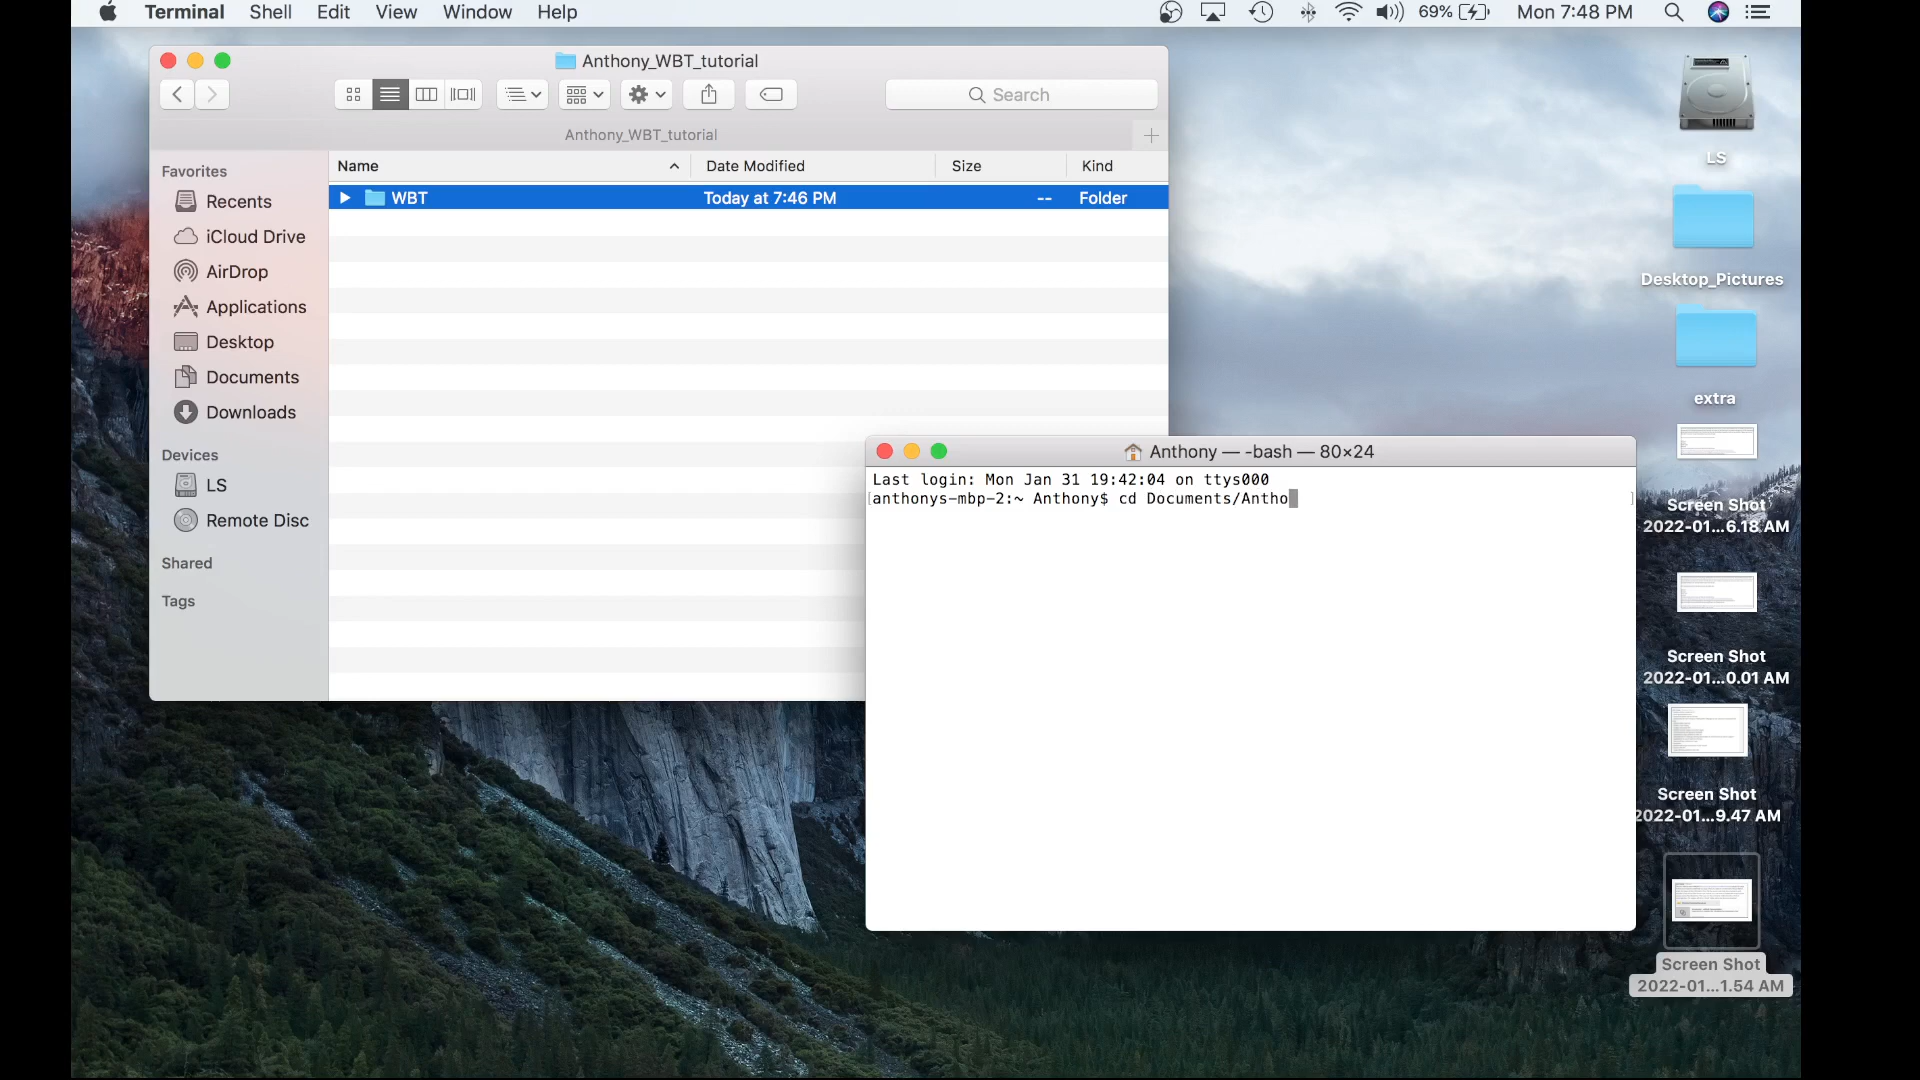 Terminal Shell Edit View Window Help 69% Mon 7:48 PM
Anthony_WBT_tutorial
Search
Anthony_WBT_tutorial
Name Date Modified Size Kind
WBT Today at 7:46 PM -- Folder
Favorites
Recents
iCloud Drive
AirDrop
Applications
Desktop
Documents
Downloads
Devices
LS
Remote Disc
Shared
Tags
Anthony — -bash — 80×24
Last login: Mon Jan 31 19:42:04 on ttys000
[anthonys-mbp-2:~ Anthony$ cd Documents/Antho ]
LS
Desktop_Pictures
extra
Screen Shot
2022-01...6.18 AM
Screen Shot
2022-01...0.01 AM
Screen Shot
2022-01...9.47 AM
Screen Shot
2022-01...1.54 AM